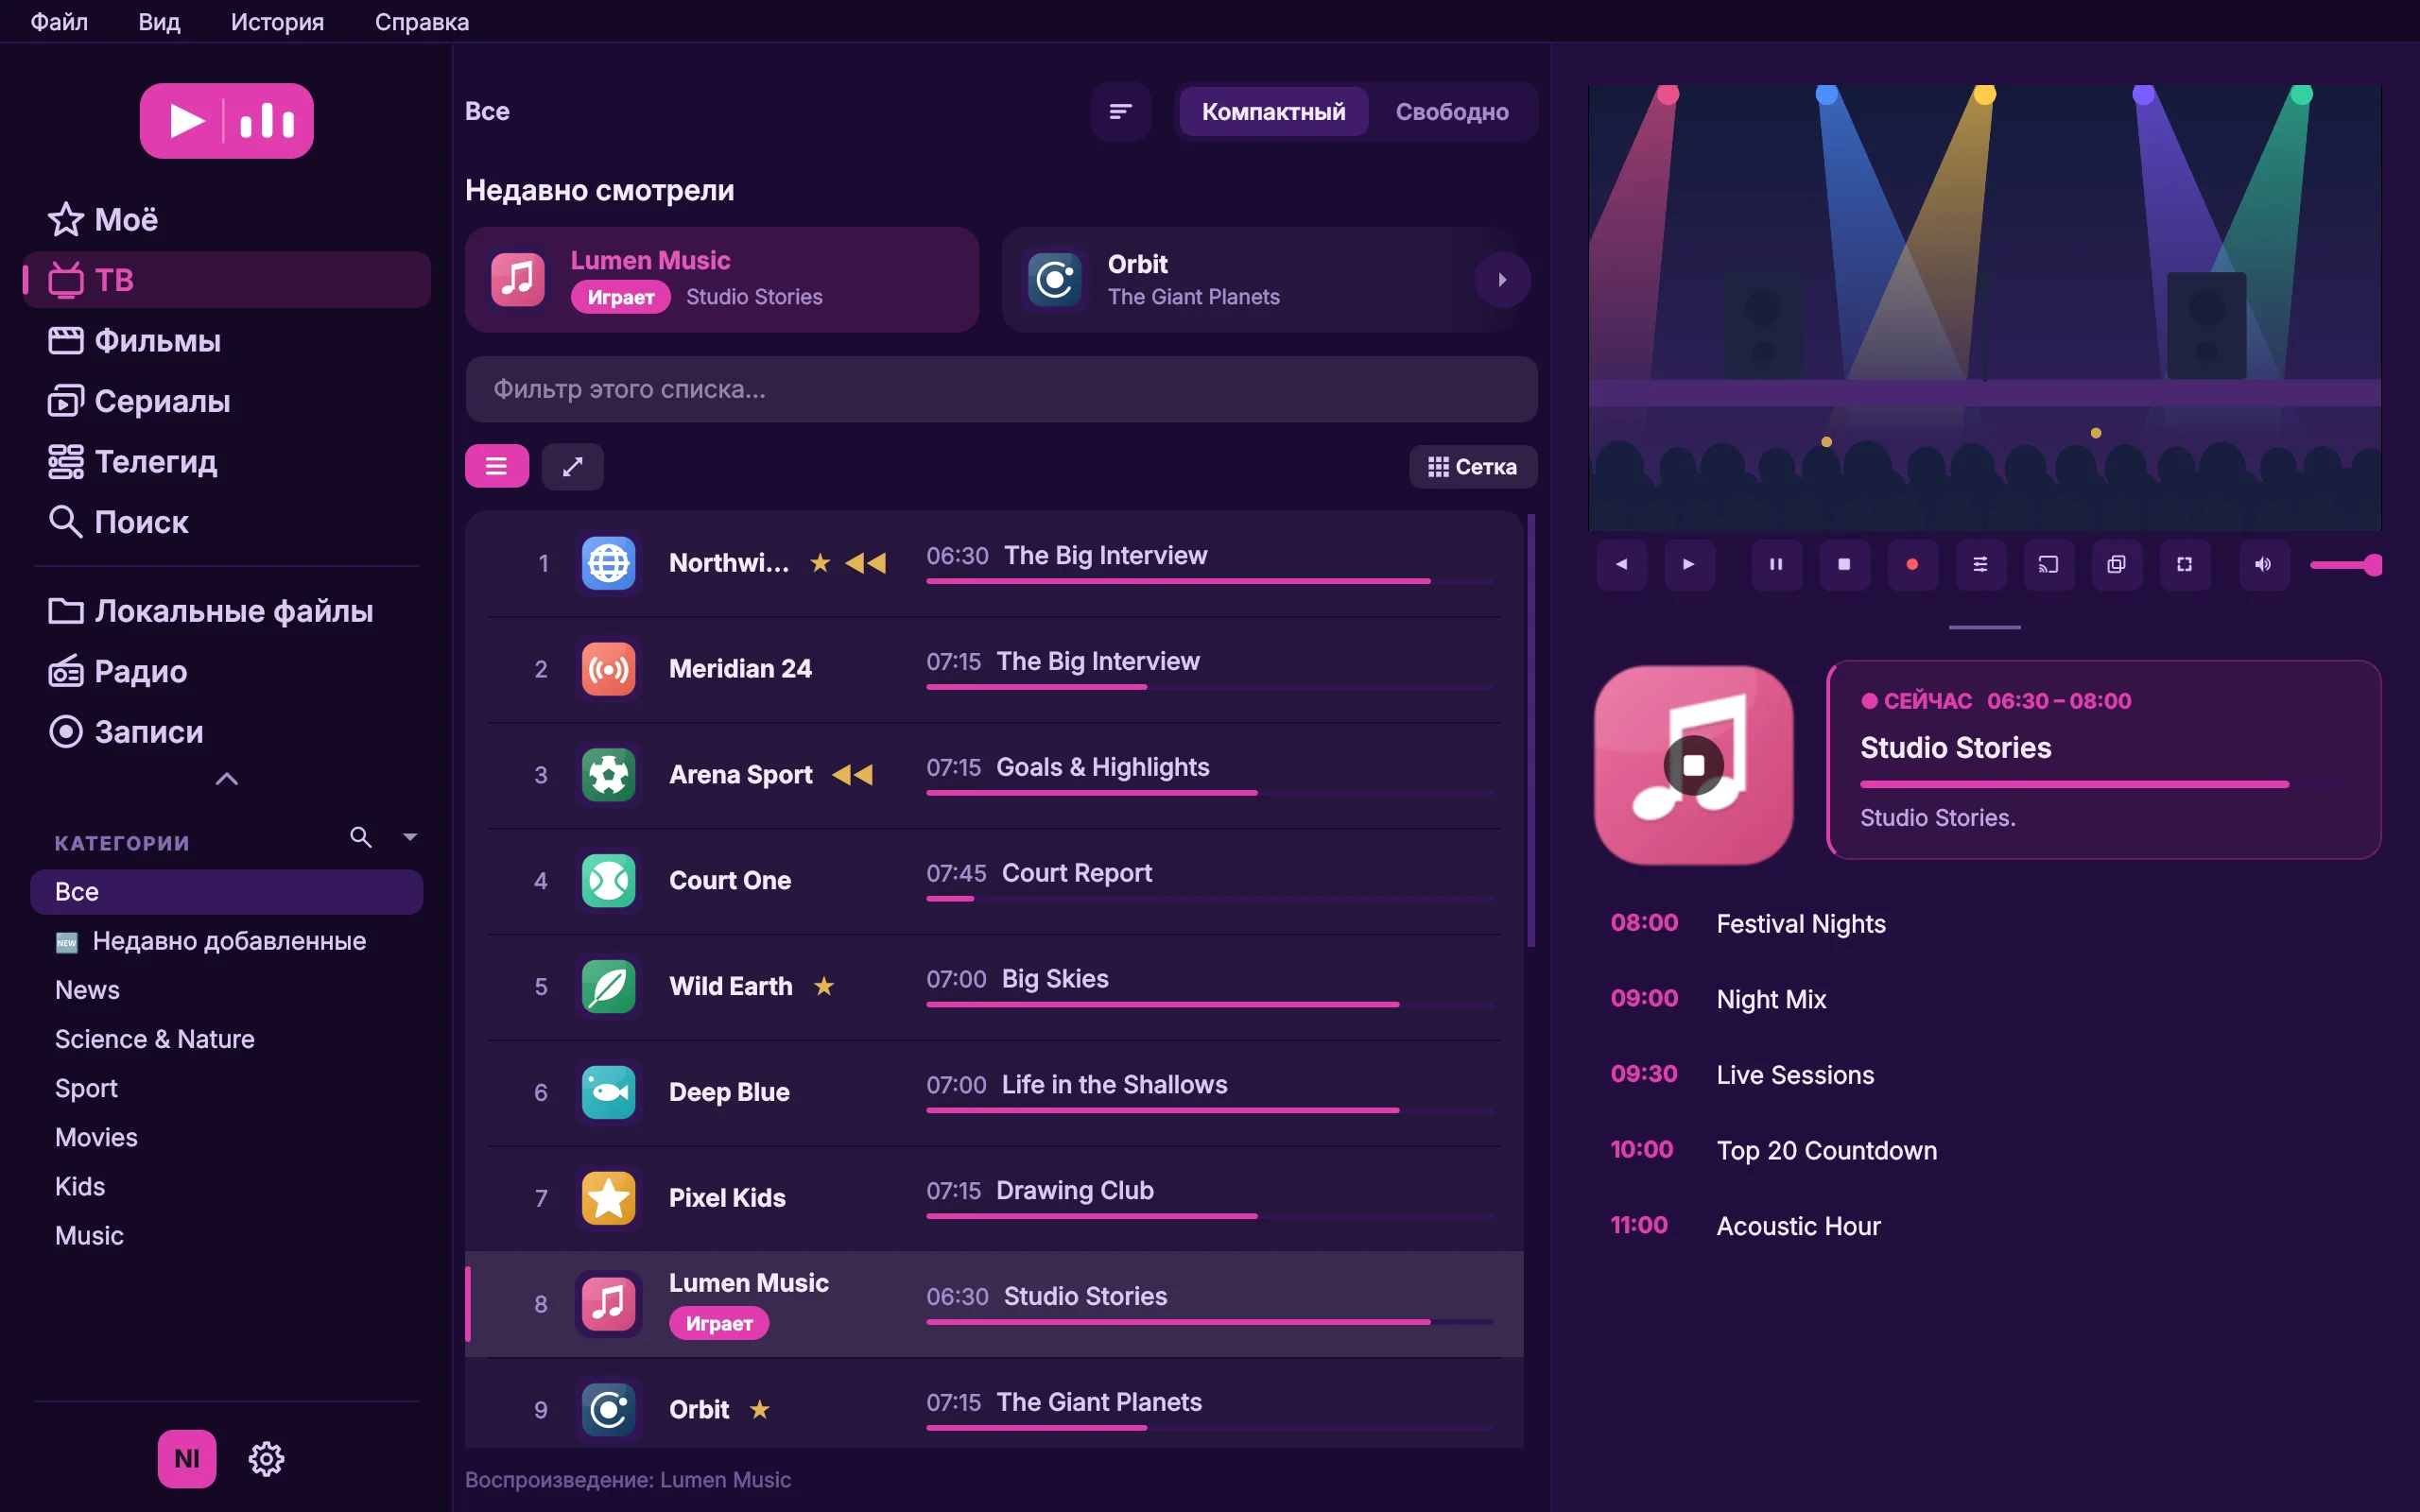 Файл Вид История Справка
Моё
ТВ
Фильмы
Сериалы
Телегид
Поиск
Локальные файлы
Радио
Записи
КАТЕГОРИИ
Все
NEW Недавно добавленные
News
Science & Nature
Sport
Movies
Kids
Music
NI
Все
Компактный Свободно
Недавно смотрели
Lumen Music
Играет Studio Stories
Orbit
The Giant Planets
Фильтр этого списка...
Сетка
1 Northwi... 06:30 The Big Interview
2 Meridian 24 07:15 The Big Interview
3 Arena Sport 07:15 Goals & Highlights
4 Court One 07:45 Court Report
5 Wild Earth 07:00 Big Skies
6 Deep Blue 07:00 Life in the Shallows
7 Pixel Kids 07:15 Drawing Club
8 Lumen Music 06:30 Studio Stories
Играет
9 Orbit 07:15 The Giant Planets
Воспроизведение: Lumen Music
СЕЙЧАС 06:30 – 08:00
Studio Stories
Studio Stories.
08:00 Festival Nights
09:00 Night Mix
09:30 Live Sessions
10:00 Top 20 Countdown
11:00 Acoustic Hour